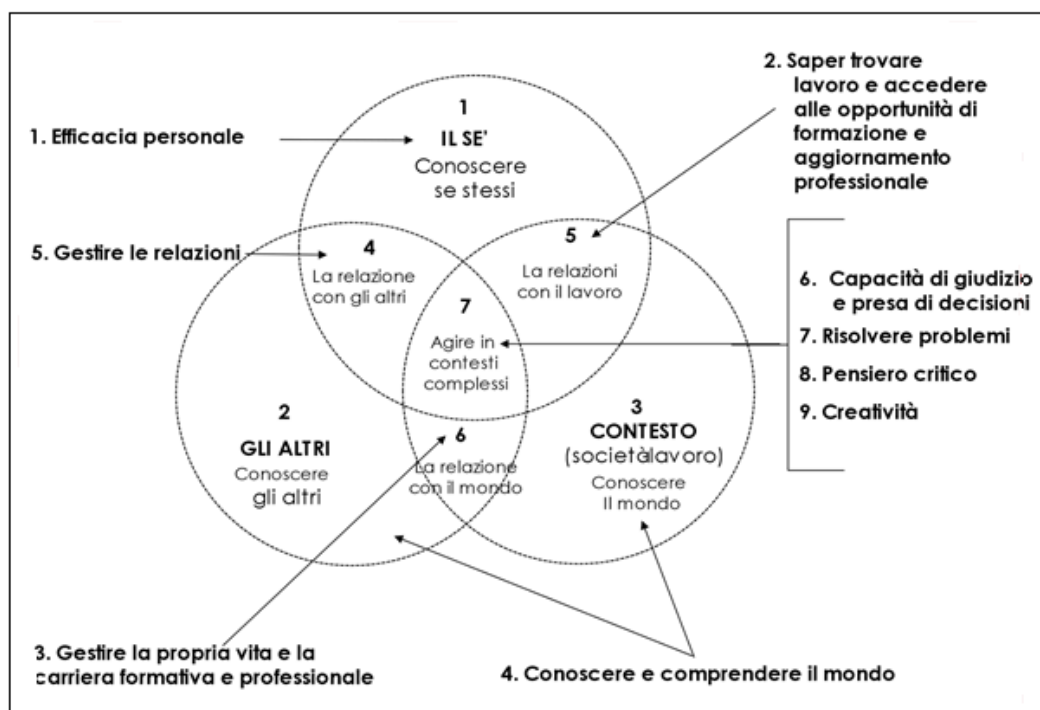 2. Saper trovare
lavoro e accedere
alle opportunità di
formazione e
aggiornamento
professionale
1
IL SE'
Conoscere
se stessi
1. Efficacia personale
5. Gestire le relazioni
4
La relazione
con gli altri
5
La relazioni
con il lavoro
7
Agire in
contesti
complessi
6. Capacità di giudizio
e presa di decisioni
7. Risolvere problemi
8. Pensiero critico
9. Creatività
2
GLI ALTRI
Conoscere
gli altri
6
La relazione
con il mondo
3
CONTESTO
(societàlavoro)
Conoscere
Il mondo
3. Gestire la propria vita e la
carriera formativa e professionale
4. Conoscere e comprendere il mondo